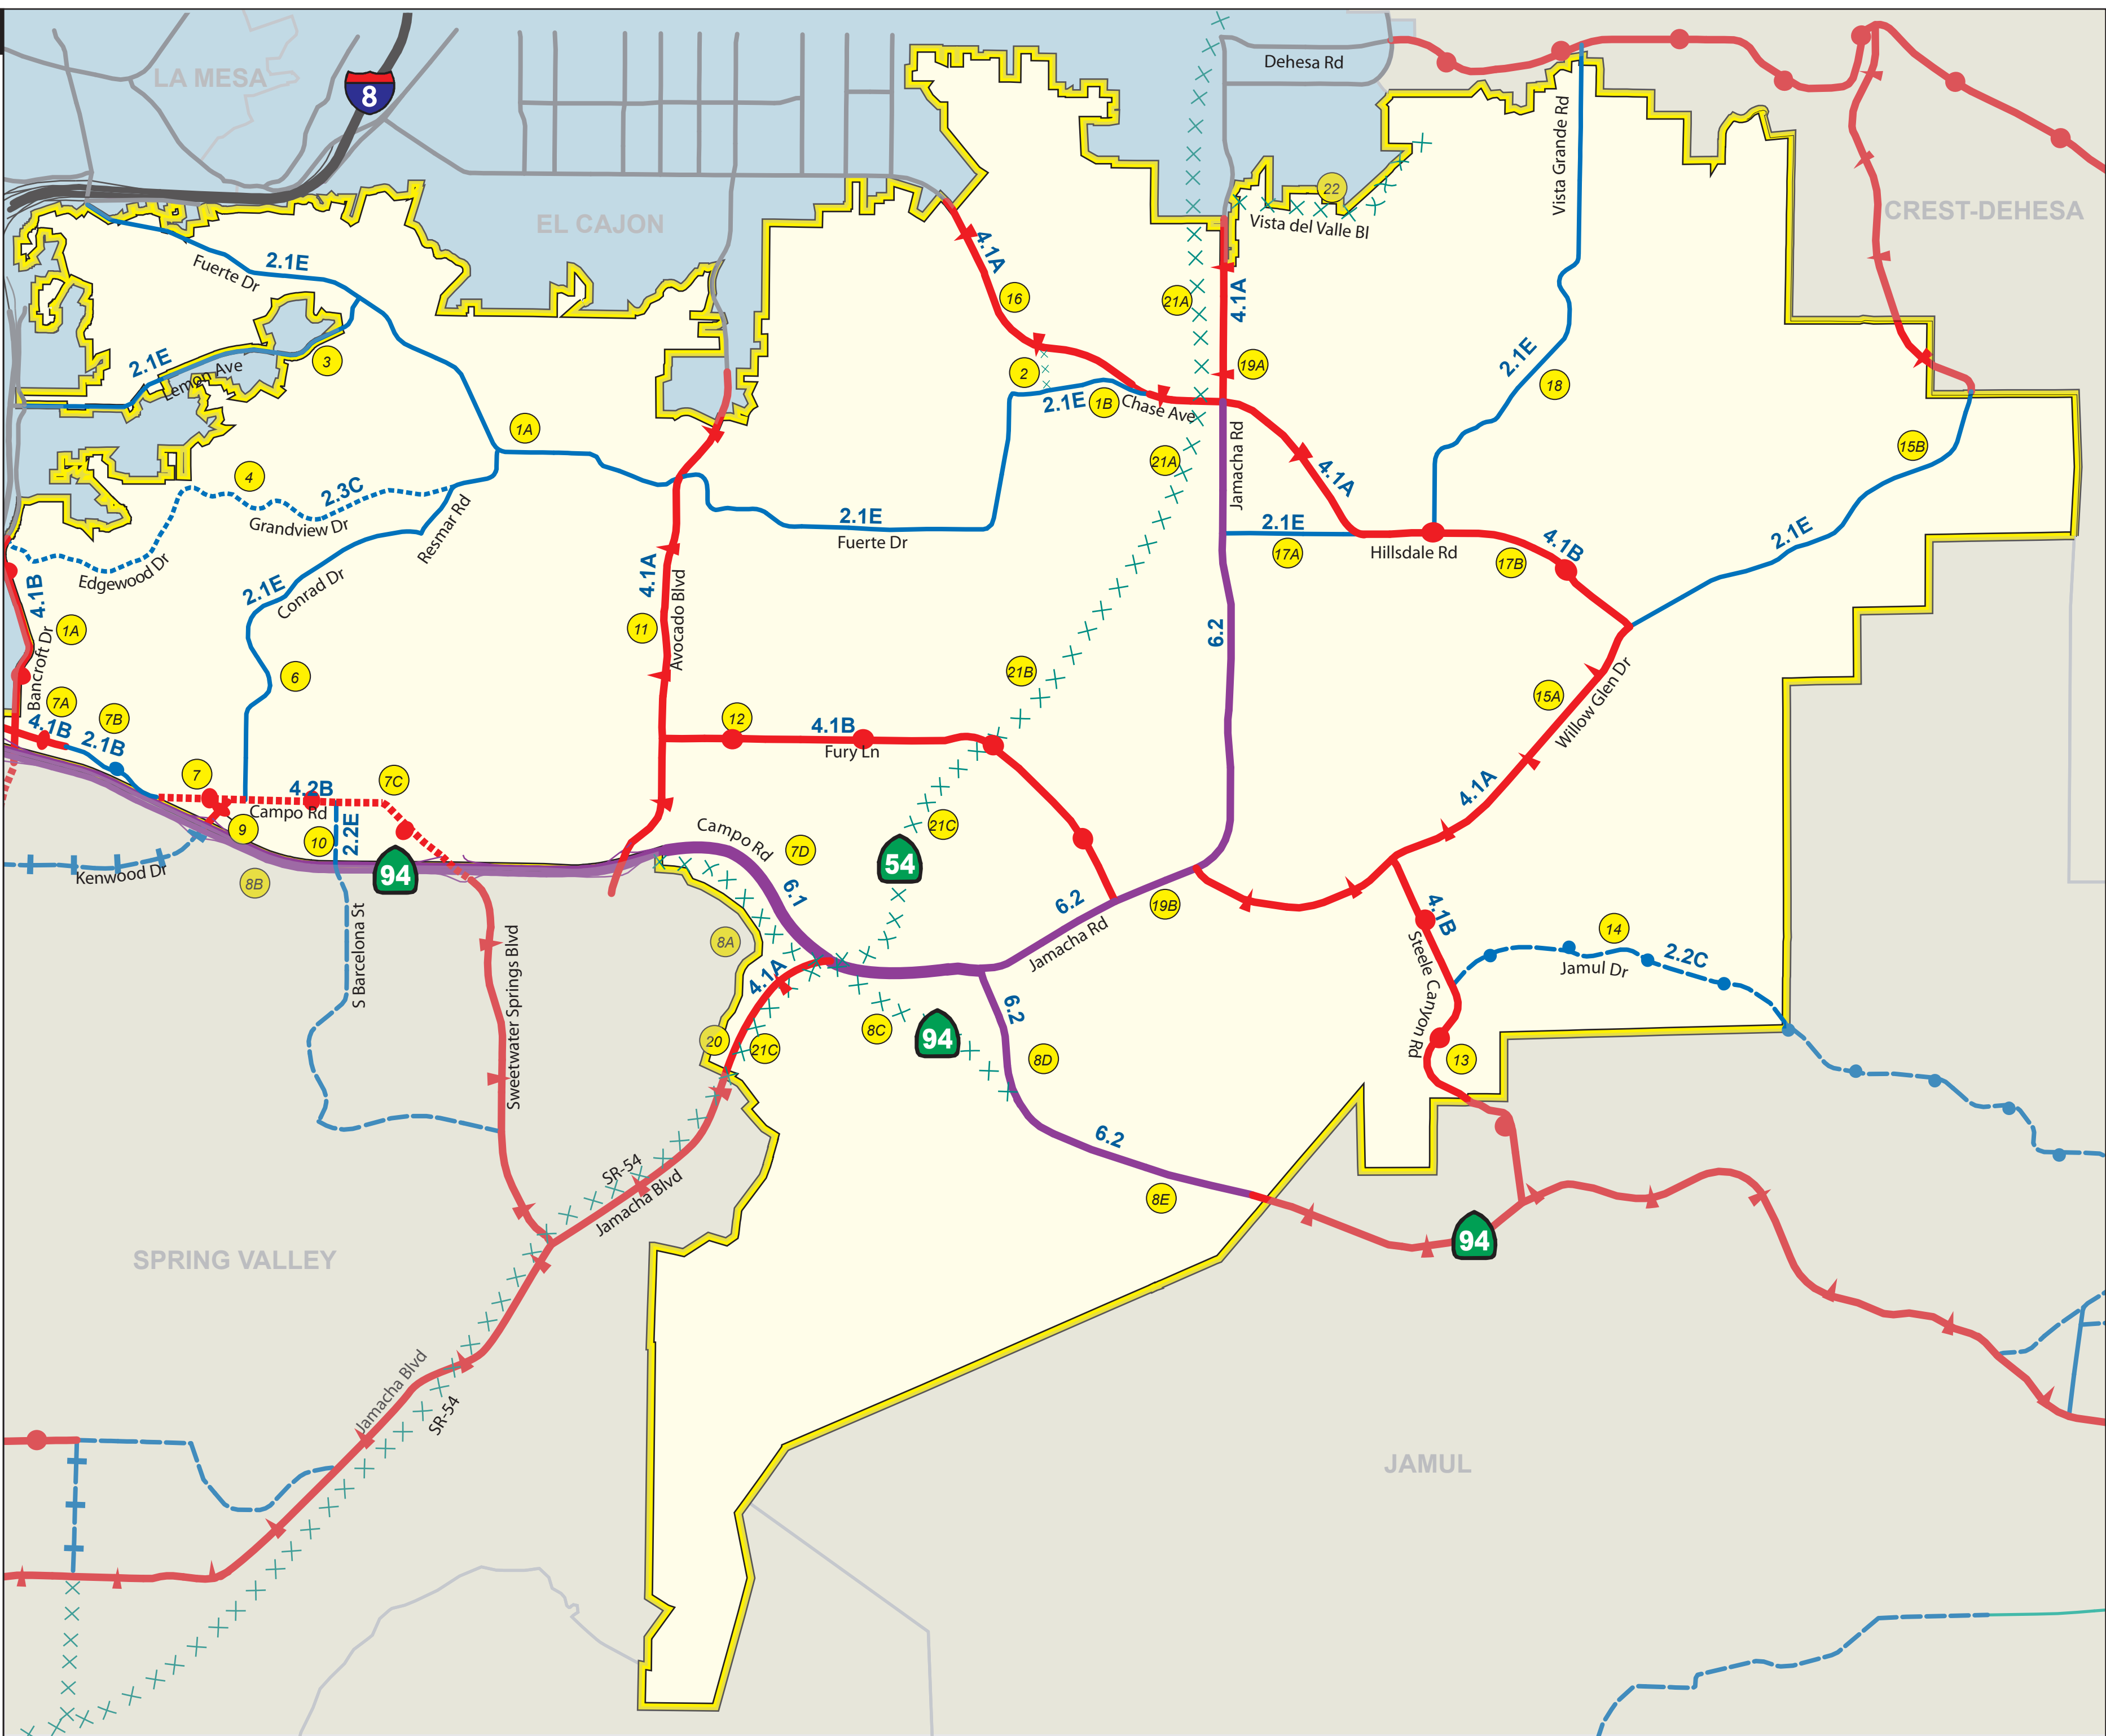 Dehesa Rd
LA MESA
8
Vista Grande Rd
22
CREST-DEHESA
EL CAJON
Vista del Valle Bl
4.1A
2.1E
Fuerte Dr
16
21A
4.1A
2.1E
3
Lemon Ave
2
19A
2.1E
18
2.1E
1B
Chase Ave
1A
Jamacha Rd
15B
4
21A
4.1A
2.3C
Grandview Dr
Resmar Rd
2.1E
Fuerte Dr
2.1E
17A
Hillsdale Rd
4.1B
17B
2.1E
Edgewood Dr
4.1B
2.1E
Conrad Dr
4.1A
Avocado Blvd
11
1A
Bancroft Dr
6.2
6
21B
15A
Willow Glen Dr
7A
7B
4.1B
2.1B
12
4.1B
Fury Ln
7
7C
4.2B
Campo Rd
4.1A
9
10
2.2E
Campo Rd
7D
21C
54
94
Kenwood Dr
8B
6.1
6.2
19B
4.1B
S Barcelona St
Sweetwater Springs Blvd
8A
Jamacha Rd
Steele Canyon Rd
14
2.2C
Jamul Dr
4.1A
6.2
20
21C
8C
94
8D
13
6.2
SR-54
Jamacha Blvd
8E
94
SPRING VALLEY
Jamacha Blvd
SR-54
JAMUL